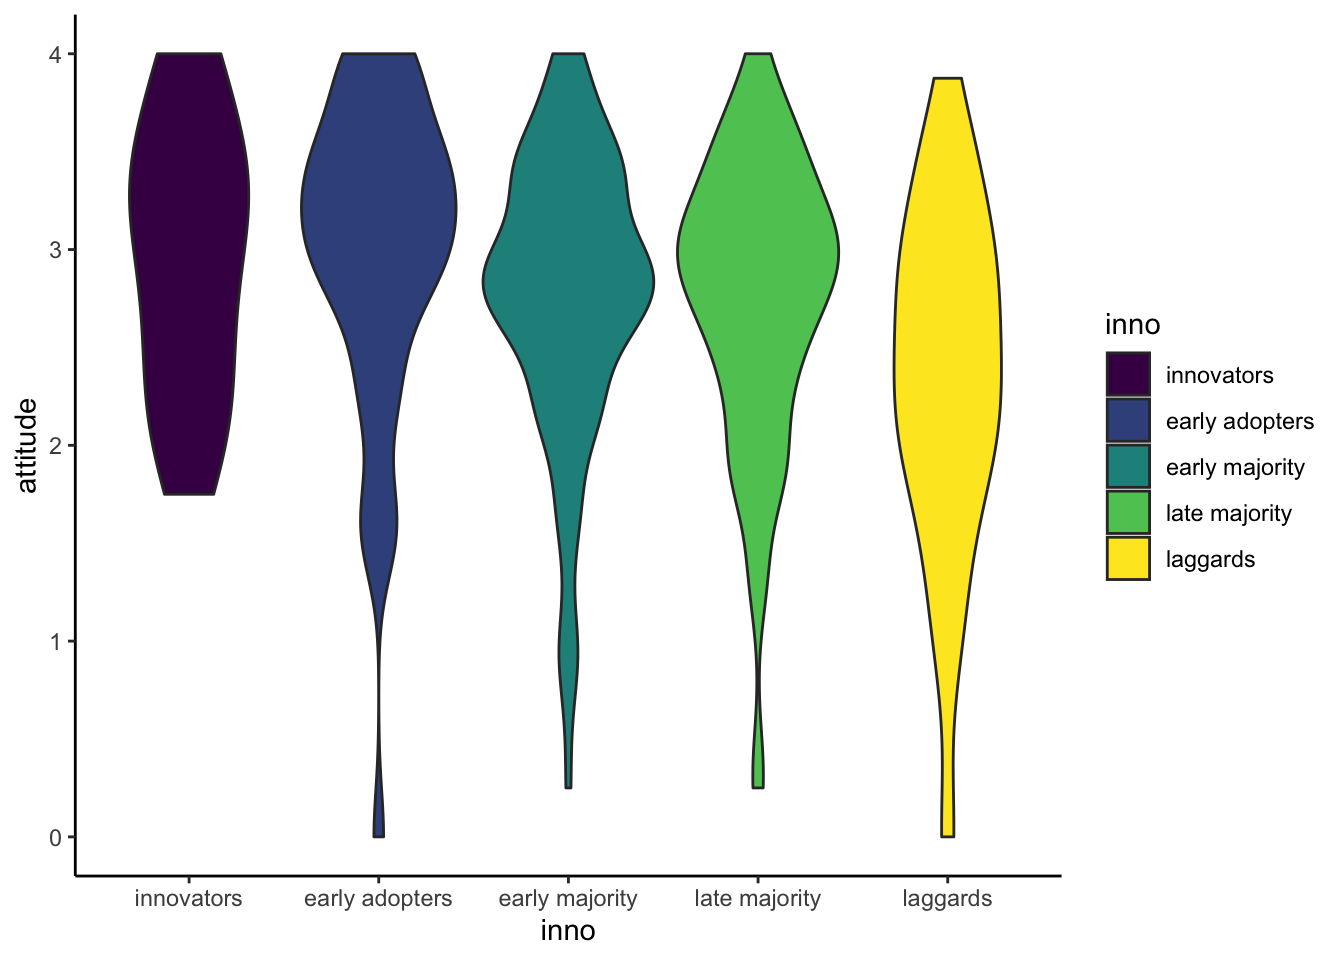 4
3
2
1
0
attitude
innovators
early adopters
early majority
late majority
laggards
inno
inno
innovators
early adopters
early majority
late majority
laggards